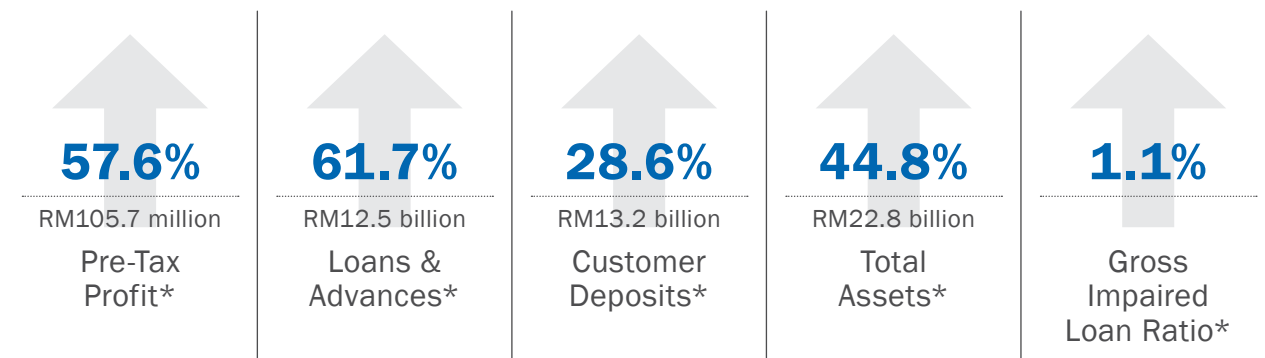 57.6%
RM105.7 million
Pre-Tax
Profit*
61.7%
RM12.5 billion
Loans &
Advances*
28.6%
RM13.2 billion
Customer
Deposits*
44.8%
RM22.8 billion
Total
Assets*
1.1%
Gross
Impaired
Loan Ratio*